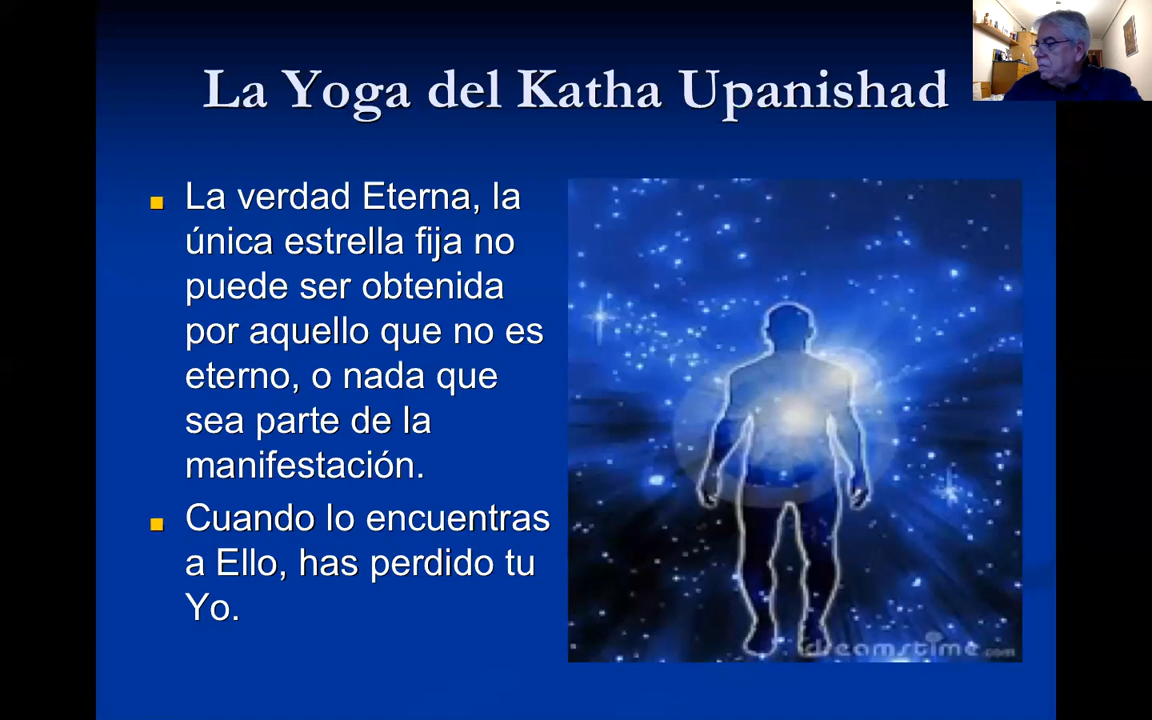 La Yoga del Katha Upanishad
La verdad Eterna, la
única estrella fija no
puede ser obtenida
por aquello que no es
eterno, o nada que
sea parte de la
manifestación.
Cuando lo encuentras
a Ello, has perdido tu
Yo.
dreamstime.com